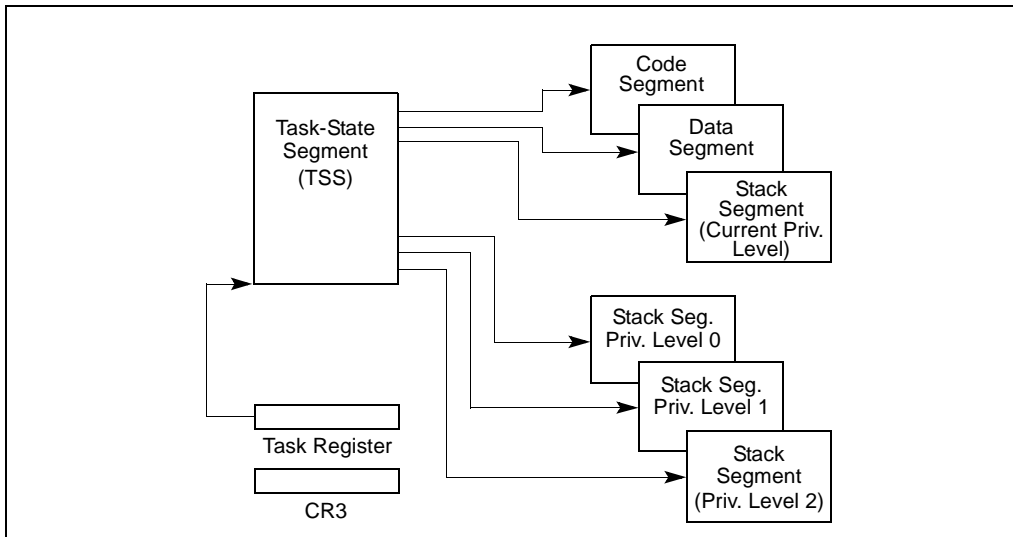 Task-State
Segment
(TSS)
Code
Segment
Data
Segment
Stack
Segment
(Current Priv.
Level)
Stack Seg.
Priv. Level 0
Stack Seg.
Priv. Level 1
Stack
Segment
(Priv. Level 2)
Task Register
CR3